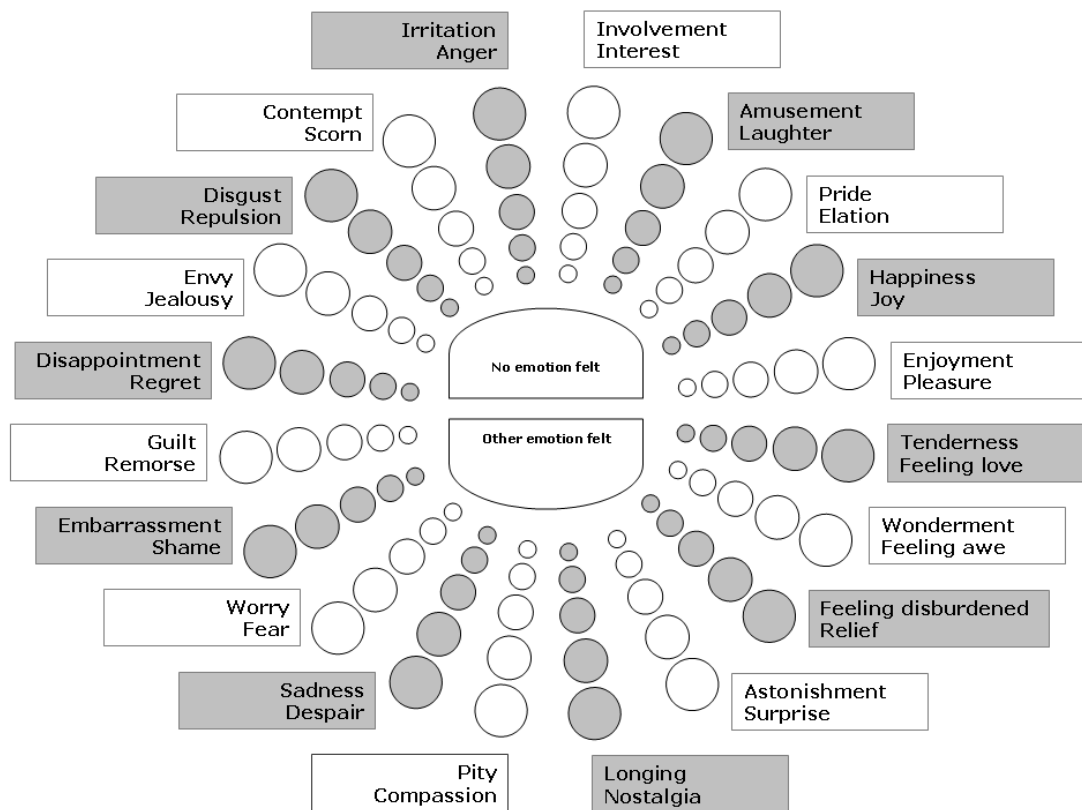 Irritation
Anger
Involvement
Interest
Contempt
Scorn
Amusement
Laughter
Disgust
Repulsion
Pride
Elation
Envy
Jealousy
Happiness
Joy
Disappointment
Regret
No emotion felt
Enjoyment
Pleasure
Guilt
Remorse
Other emotion felt
Tenderness
Feeling love
Embarrassment
Shame
Wonderment
Feeling awe
Worry
Fear
Feeling disburdened
Relief
Sadness
Despair
Astonishment
Surprise
Pity
Compassion
Longing
Nostalgia